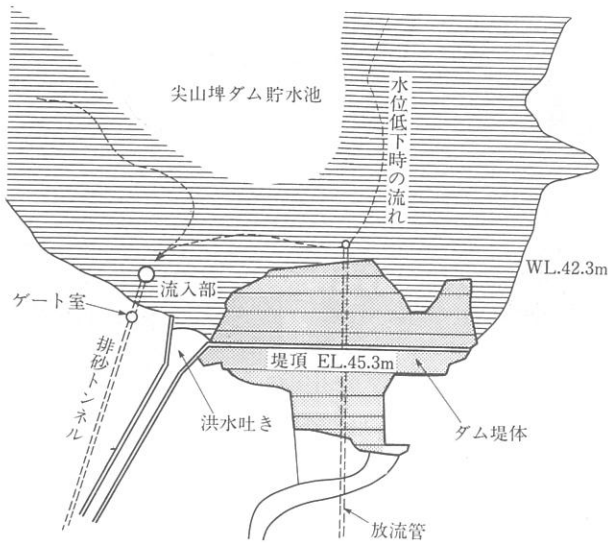 尖山埤ダム貯水池
水位低下時の流れ
WL.42.3m
ゲート室
流入部
排砂トンネル
堤頂 EL.45.3m
洪水吐き
ダム堤体
放流管